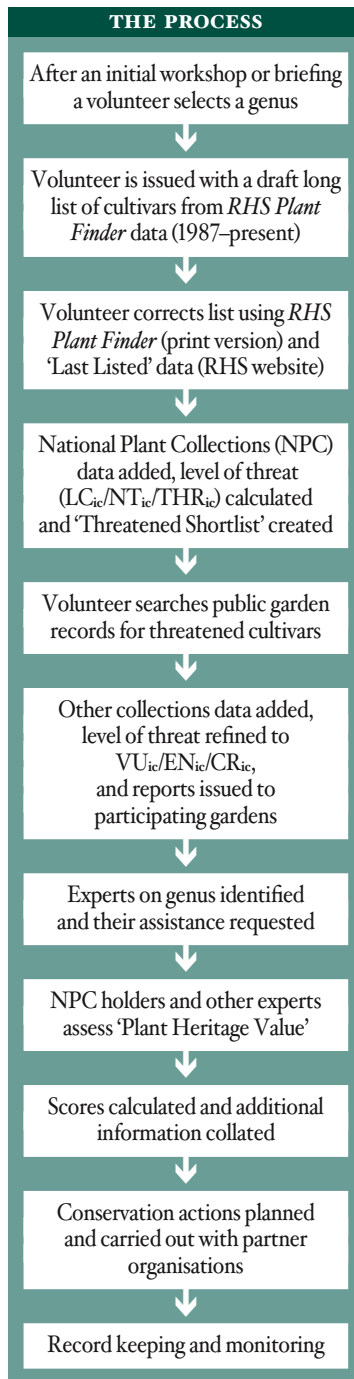 THE PROCESS
After an initial workshop or briefing
a volunteer selects a genus
Volunteer is issued with a draft long
list of cultivars from RHS Plant
Finder data (1987–present)
Volunteer corrects list using RHS
Plant Finder (print version) and
‘Last Listed’ data (RHS website)
National Plant Collections (NPC)
data added, level of threat
(LCic/NTic/THRic) calculated
and ‘Threatened Shortlist’ created
Volunteer searches public garden
records for threatened cultivars
Other collections data added,
level of threat refined to
VUic/ENic/CRic,
and reports issued to
participating gardens
Experts on genus identified
and their assistance requested
NPC holders and other experts
assess ‘Plant Heritage Value’
Scores calculated and additional
information collated
Conservation actions planned
and carried out with partner
organisations
Record keeping and monitoring